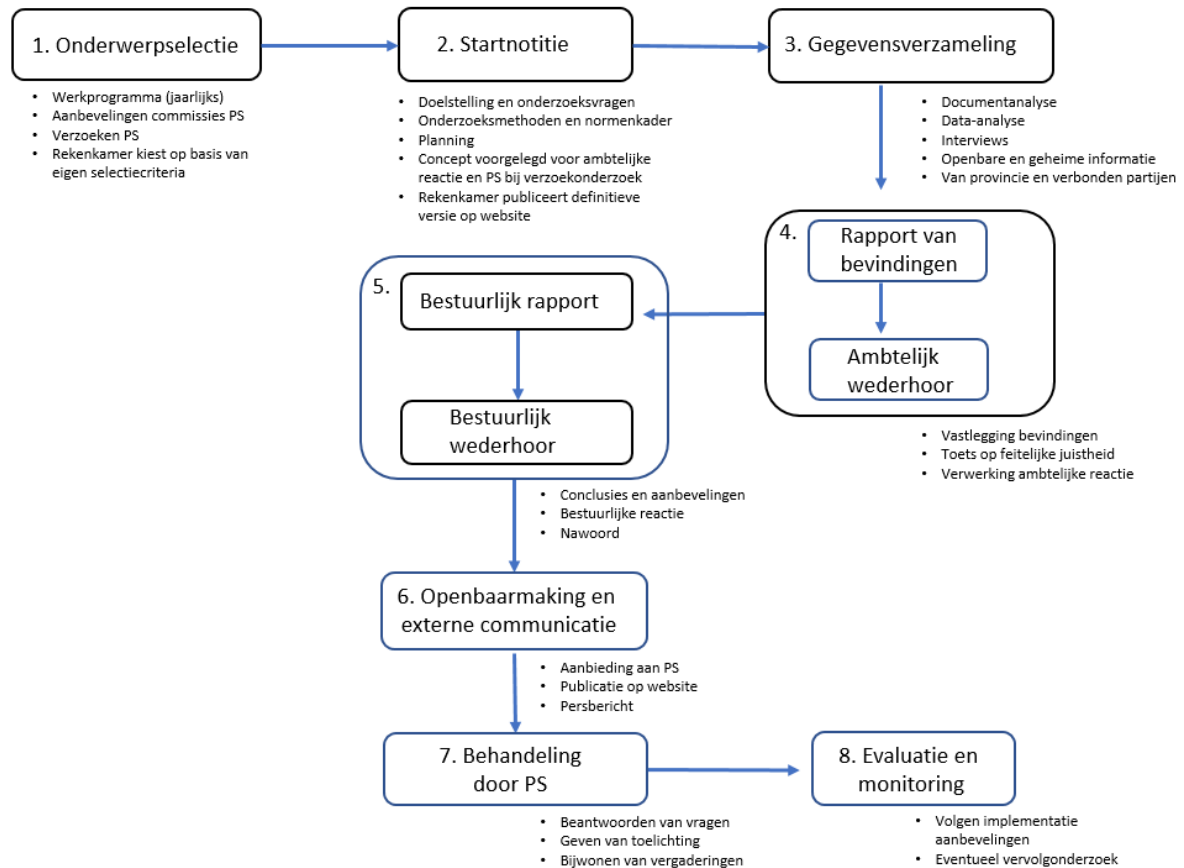 1. Onderwerpselectie
• Werkprogramma (jaarlijks)
• Aanbevelingen commissies PS
• Verzoeken PS
• Rekenkamer kiest op basis van
eigen selectiecriteria
2. Startnotitie
• Doelstelling en onderzoeksvragen
• Onderzoeksmethoden en normenkader
• Planning
• Concept voorgelegd voor ambtelijke
reactie en PS bij verzoekonderzoek
• Rekenkamer publiceert definitieve
versie op website
3. Gegevensverzameling
• Documentanalyse
• Data-analyse
• Interviews
• Openbare en geheime informatie
• Van provincie en verbonden partijen
4.
Rapport van
bevindingen
Ambtelijk
wederhoor
• Vastlegging bevindingen
• Toets op feitelijke juistheid
• Verwerking ambtelijke reactie
5.
Bestuurlijk rapport
Bestuurlijk
wederhoor
• Conclusies en aanbevelingen
• Bestuurlijke reactie
• Nawoord
6. Openbaarmaking en
externe communicatie
• Aanbieding aan PS
• Publicatie op website
• Persbericht
7. Behandeling
door PS
• Beantwoorden van vragen
• Geven van toelichting
• Bijwonen van vergaderingen
8. Evaluatie en
monitoring
• Volgen implementatie
aanbevelingen
• Eventueel vervolgonderzoek